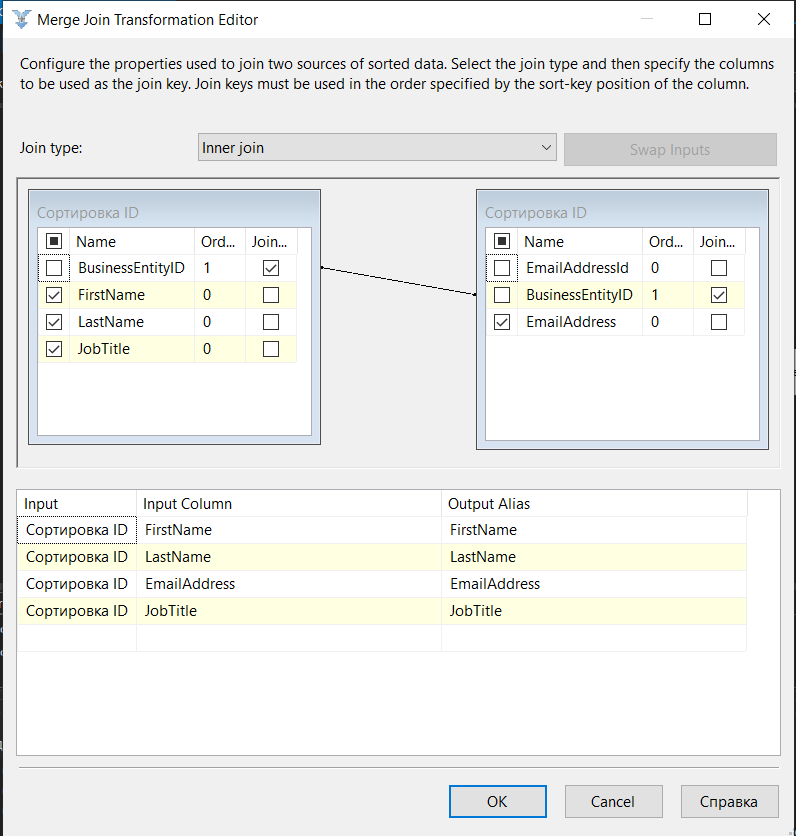 Merge Join Transformation Editor
Configure the properties used to join two sources of sorted data. Select the join type and then specify the columns
to be used as the join key. Join keys must be used in the order specified by the sort-key position of the column.
Join type: Inner join Swap Inputs
Сортировка ID
Name Ord... Join...
BusinessEntityID 1
FirstName 0
LastName 0
JobTitle 0
Сортировка ID
Name Ord... Join...
EmailAddressId 0
BusinessEntityID 1
EmailAddress 0
Input Input Column Output Alias
Сортировка ID FirstName FirstName
Сортировка ID LastName LastName
Сортировка ID EmailAddress EmailAddress
Сортировка ID JobTitle JobTitle
OK Cancel Справка